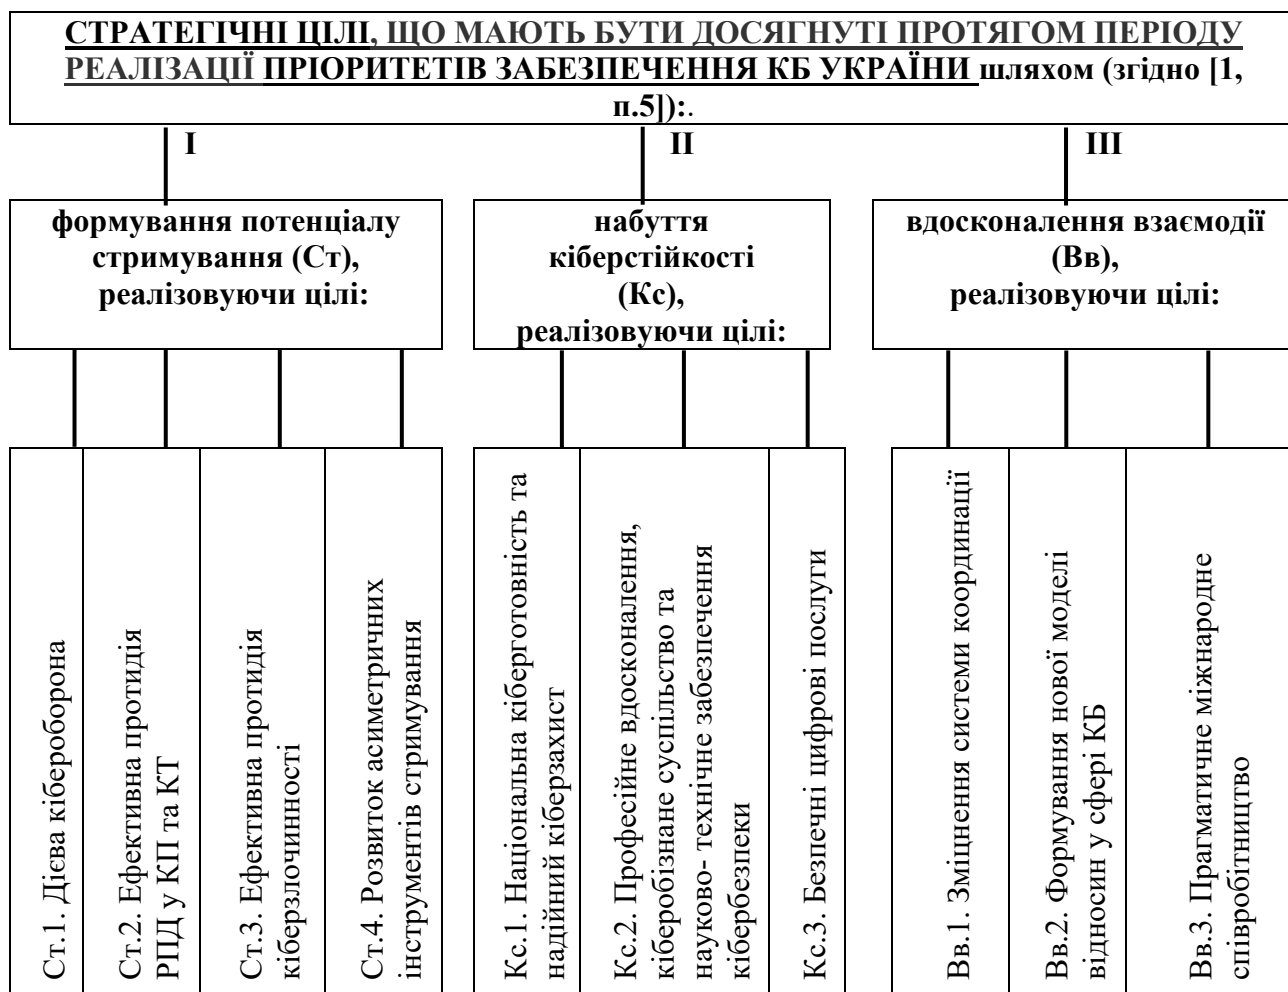 СТРАТЕГІЧНІ ЦІЛІ, ЩО МАЮТЬ БУТИ ДОСЯГНУТІ ПРОТЯГОМ ПЕРІОДУ
РЕАЛІЗАЦІЇ ПРІОРИТЕТІВ ЗАБЕЗПЕЧЕННЯ КБ УКРАЇНИ шляхом (згідно [1,
п.5]):.
I
II
III
формування потенціалу
стримування (Ст),
реалізовуючи цілі:
набуття
кіберстійкості
(Кс),
реалізовуючи цілі:
вдосконалення взаємодії
(Вв),
реалізовуючи цілі:
Ст.1. Дієва кібероборона
Ст.2. Ефективна протидія
РПД у КП та КТ
Ст.3. Ефективна протидія
кіберзлочинності
Ст.4. Розвиток асиметричних
інструментів стримування
Кс.1. Національна кіберготовність та
надійний кіберзахист
Кс.2. Професійне вдосконалення,
кіберобізнане суспільство та
науково- технічне забезпечення
кібербезпеки
Кс.3. Безпечні цифрові послуги
Вв.1. Зміцнення системи координації
Вв.2. Формування нової моделі
відносин у сфері КБ
Вв.3. Прагматичне міжнародне
співробітництво